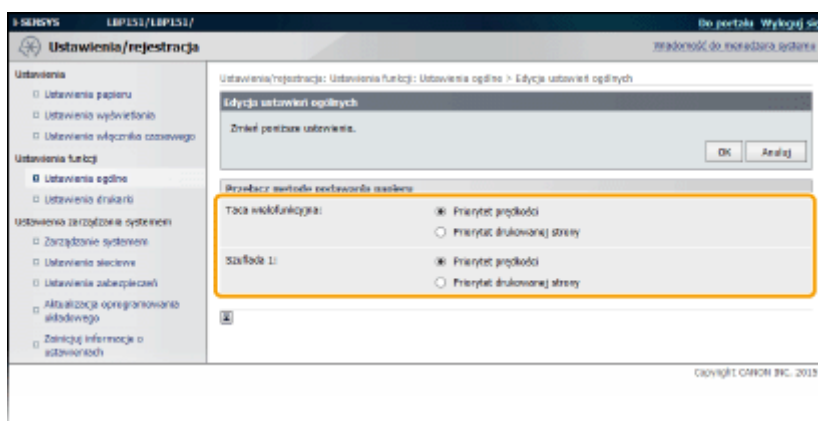 i-SENSYS LBP151/LBP151/ Do portalu Wyloguj się
Ustawienia/rejestracja Wiadomość do menedżera systemu
Ustawienia
Ustawienia papieru
Ustawienia wyświetlania
Ustawienia włącznika czasowego
Ustawienia funkcji
Ustawienia ogólne
Ustawienia drukarki
Ustawienia zarządzania systemem
Zarządzanie systemem
Ustawienia sieciowe
Ustawienia zabezpieczeń
Aktualizacja oprogramowania
układowego
Zainicjuj informacje o
ustawieniach
Ustawienia/rejestracja: Ustawienia funkcji: Ustawienia ogólne > Edycja ustawień ogólnych
Edycja ustawień ogólnych
Zmień poniższe ustawienia.
OK Anuluj
Przełącz metodę podawania papieru
Taca wielofunkcyjna: Priorytet prędkości
Priorytet drukowanej strony
Szuflada 1: Priorytet prędkości
Priorytet drukowanej strony
Copyright CANON INC. 2015